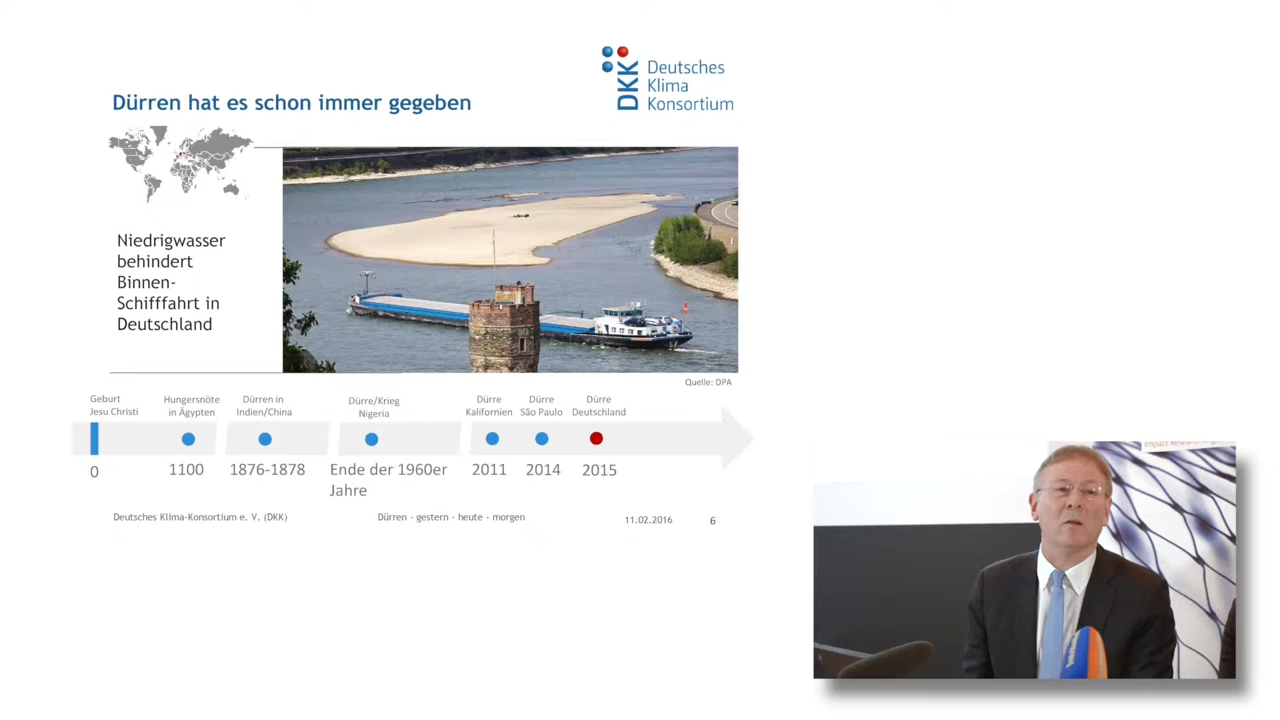 Dürren hat es schon immer gegeben
DKK
Deutsches
Klima
Konsortium
Niedrigwasser
behindert
Binnen-
Schifffahrt in
Deutschland
Quelle: DPA
Geburt
Jesu Christi
Hungersnöte
in Ägypten
Dürren in
Indien/China
Dürre/Krieg
Nigeria
Dürre
Kalifornien
Dürre
São Paulo
Dürre
Deutschland
0
1100
1876-1878
Ende der 1960er
Jahre
2011
2014
2015
Deutsches Klima-Konsortium e. V. (DKK)
Dürren - gestern - heute - morgen
11.02.2016
6